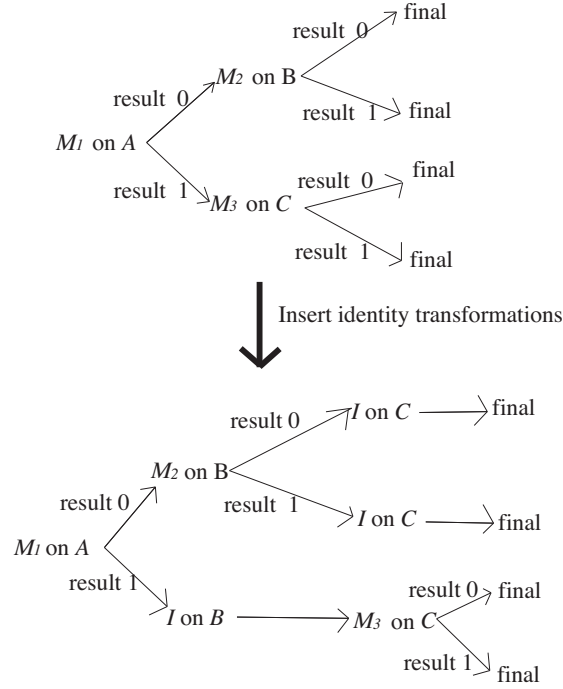 result 0
final
M₂ on B
result 0
result 1
final
M₁ on A
result 0
final
result 1
M₃ on C
result 1
final
Insert identity transformations
I on C
final
result 0
M₂ on B
result 0
result 1
I on C
final
M₁ on A
result 1
result 0
final
I on B
M₃ on C
result 1
final